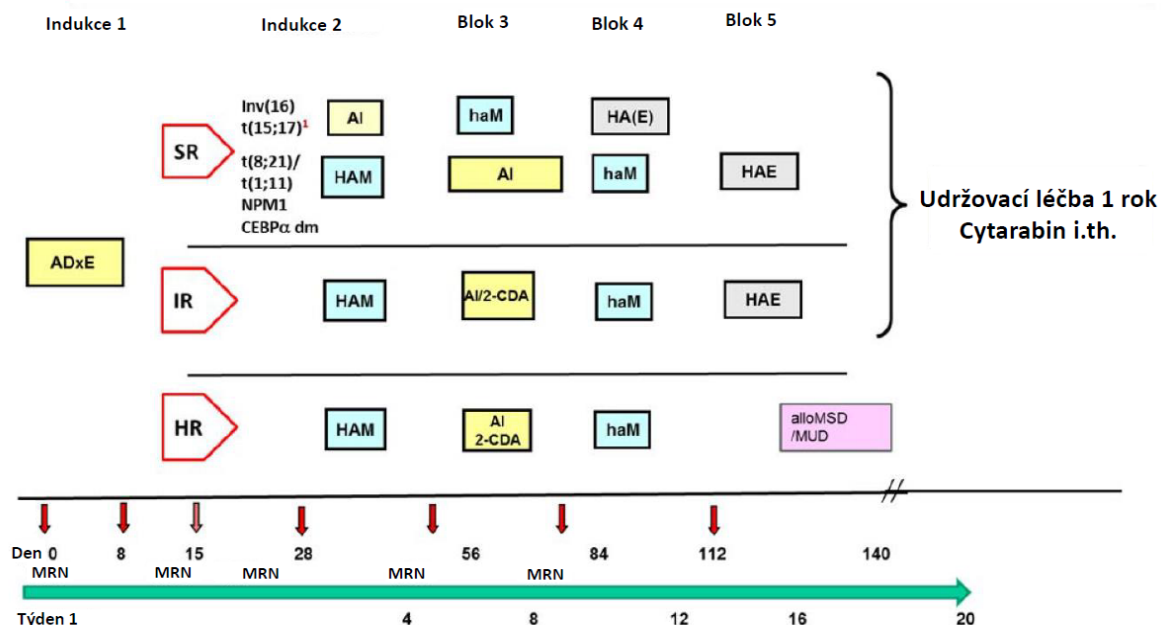 Indukce 1 Indukce 2 Blok 3 Blok 4 Blok 5
Inv(16)
t(15;17)1
AI haM HA(E)
SR
t(8;21)/
t(1;11)
NPM1
CEBPα dm
HAM AI haM HAE
Udržovací léčba 1 rok
Cytarabin i.th.
ADxE
IR HAM AI/2-CDA haM HAE
HR HAM AI
2-CDA
haM
alloMSD
/MUD
Den 0 8 15 28 56 84 112 140
MRN MRN MRN MRN MRN
Týden 1 4 8 12 16 20